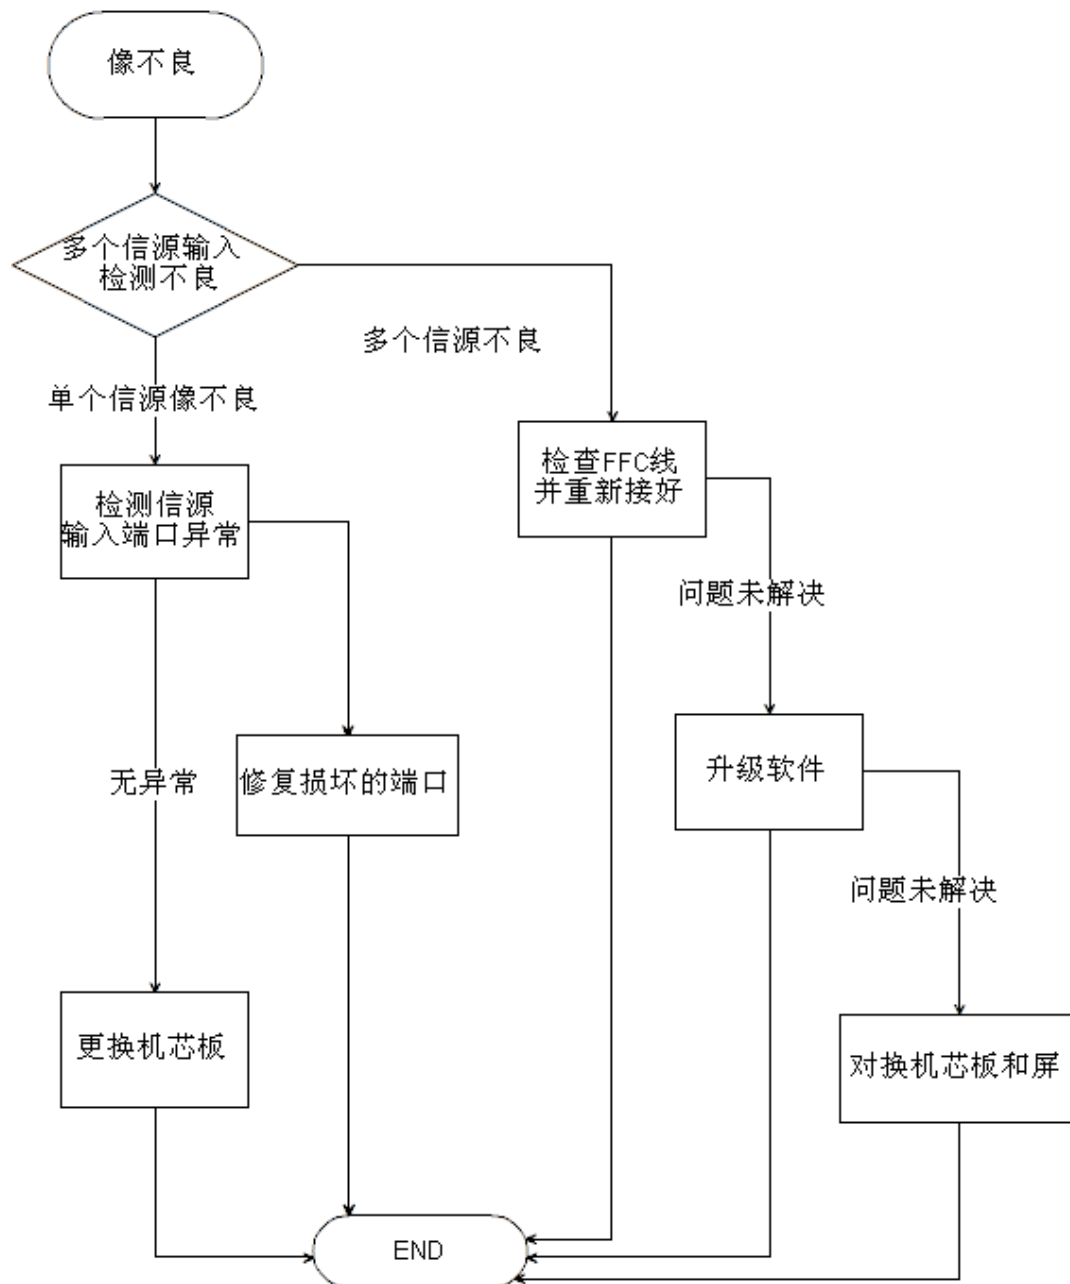 像不良
多个信源输入
检测不良
多个信源不良
单个信源像不良
检查FFC线
并重新接好
检测信源
输入端口异常
问题未解决
升级软件
无异常
修复损坏的端口
问题未解决
更换机芯板
对换机芯板和屏
END